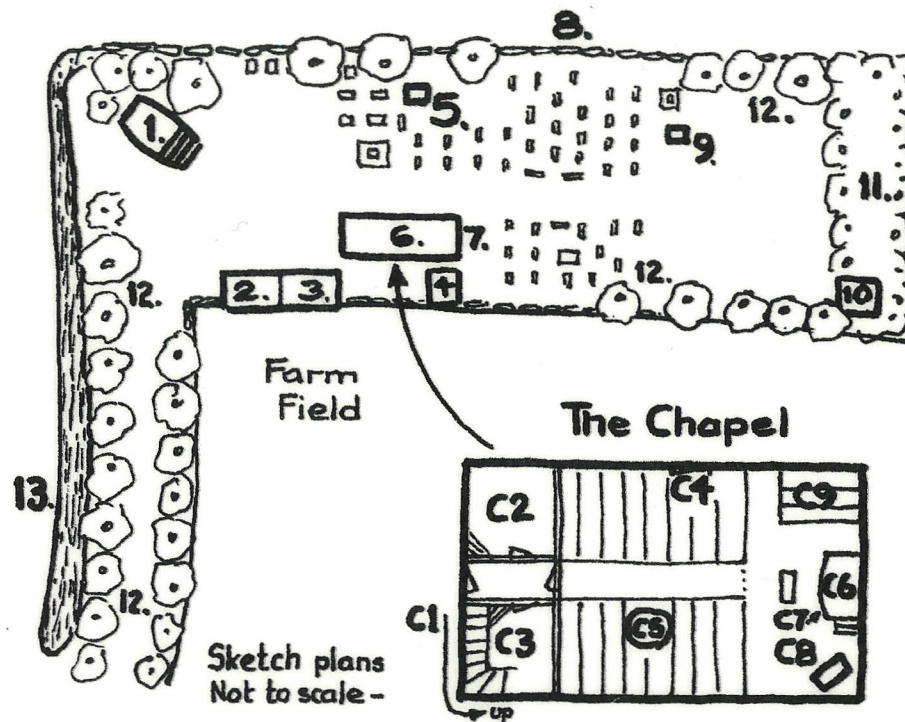 8.
1.
5.
12.
9.
11.
6.
7.
12.
12.
2.
3.
4
10
Farm
Field
The Chapel
13.
C2
C4
C9
C6
C1
C3
C5
C7
C8
12.
Sketch plans
Not to scale-
up